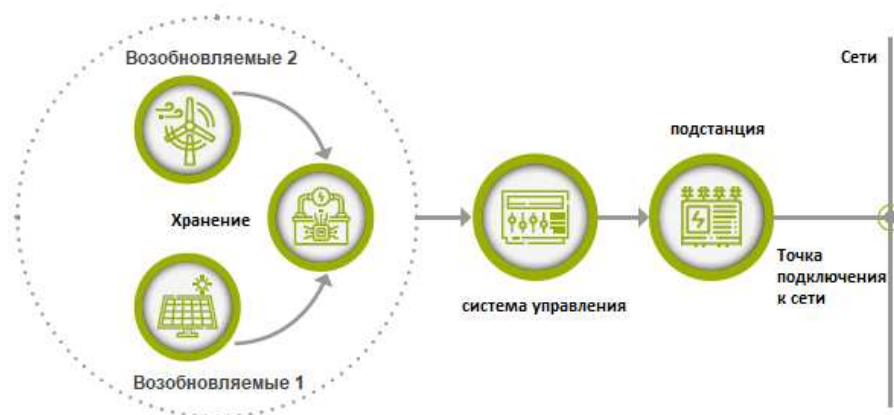 Возобновляемые 2
Сети
подстанция
Хранение
Точка
подключения
к сети
система управления
Возобновляемые 1